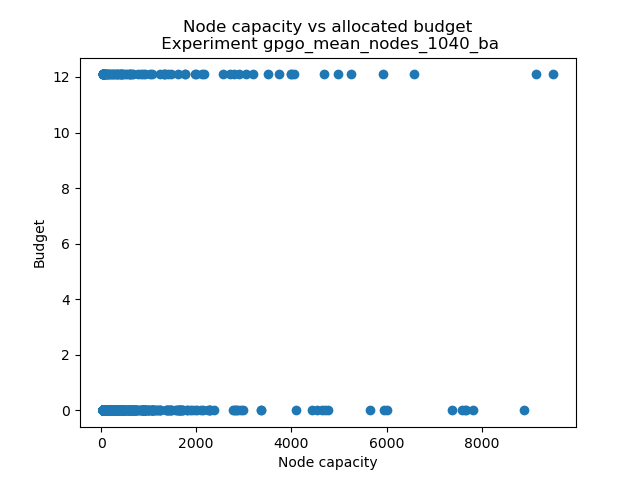 Node capacity vs allocated budget
Experiment gpgo_mean_nodes_1040_ba
12
10
8
6
4
2
0
Budget
0 2000 4000 6000 8000
Node capacity